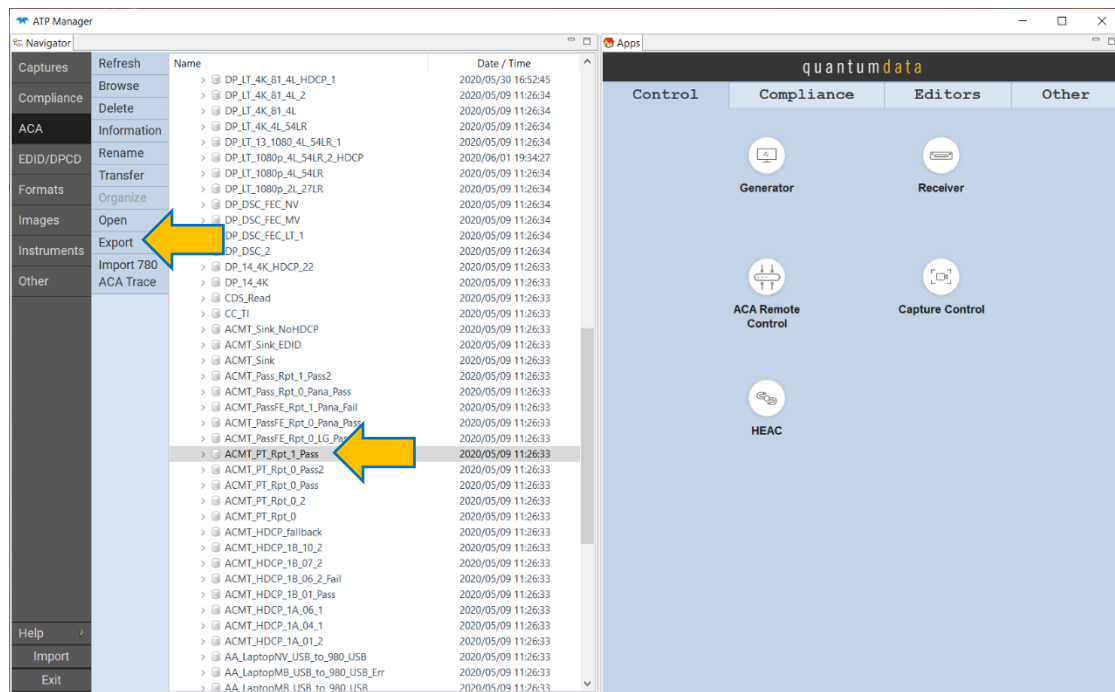 ATP Manager
Navigator
Captures
Compliance
ACA
EDID/DPCD
Formats
Images
Instruments
Other
Help
Import
Exit
Refresh
Browse
Delete
Information
Rename
Transfer
Organize
Open
Export
Import 780
ACA Trace
Name Date / Time
DP_LT_4K_81_4L_HDCP_1 2020/05/30 16:52:45
DP_LT_4K_81_4L_2 2020/05/09 11:26:34
DP_LT_4K_81_4L 2020/05/09 11:26:34
DP_LT_4K_4L_54LR 2020/05/09 11:26:34
DP_LT_13_1080_4L_54LR_1 2020/05/09 11:26:34
DP_LT_1080p_4L_54LR_2_HDCP 2020/06/01 19:34:27
DP_LT_1080p_4L_54LR 2020/05/09 11:26:34
DP_LT_1080p_2L_27LR 2020/05/09 11:26:34
DP_DSC_FEC_NV 2020/05/09 11:26:34
DP_DSC_FEC_MV 2020/05/09 11:26:34
DP_DSC_FEC_LT_1 2020/05/09 11:26:34
DP_DSC_2 2020/05/09 11:26:34
DP_14_4K_HDCP_22 2020/05/09 11:26:33
DP_14_4K 2020/05/09 11:26:33
CDS_Read 2020/05/09 11:26:33
CC_TI 2020/05/09 11:26:33
ACMT_Sink_NoHDCP 2020/05/09 11:26:33
ACMT_Sink_EDID 2020/05/09 11:26:33
ACMT_Sink 2020/05/09 11:26:33
ACMT_Pass_Rpt_1_Pass2 2020/05/09 11:26:33
ACMT_Pass_Rpt_0_Pana_Pass 2020/05/09 11:26:33
ACMT_PassFE_Rpt_1_Pana_Fail 2020/05/09 11:26:33
ACMT_PassFE_Rpt_0_Pana_Pass 2020/05/09 11:26:33
ACMT_PassFE_Rpt_0_LG_Pas 2020/05/09 11:26:33
ACMT_PT_Rpt_1_Pass 2020/05/09 11:26:33
ACMT_PT_Rpt_0_Pass2 2020/05/09 11:26:33
ACMT_PT_Rpt_0_Pass 2020/05/09 11:26:33
ACMT_PT_Rpt_0_2 2020/05/09 11:26:33
ACMT_PT_Rpt_0 2020/05/09 11:26:33
ACMT_HDCP_fallback 2020/05/09 11:26:33
ACMT_HDCP_1B_10_2 2020/05/09 11:26:33
ACMT_HDCP_1B_07_2 2020/05/09 11:26:33
ACMT_HDCP_1B_06_2_Fail 2020/05/09 11:26:33
ACMT_HDCP_1B_01_Pass 2020/05/09 11:26:33
ACMT_HDCP_1A_06_1 2020/05/09 11:26:33
ACMT_HDCP_1A_04_1 2020/05/09 11:26:33
ACMT_HDCP_1A_01_2 2020/05/09 11:26:33
AA_LaptopNV_USB_to_980_USB 2020/05/09 11:26:33
AA_LaptopMB_USB_to_980_USB_Err 2020/05/09 11:26:33
AA_LaptopMB_USB_to_980_USB 2020/05/09 11:26:33
Apps
quantumdata
Control Compliance Editors Other
Generator Receiver
ACA Remote
Control
Capture Control
HEAC